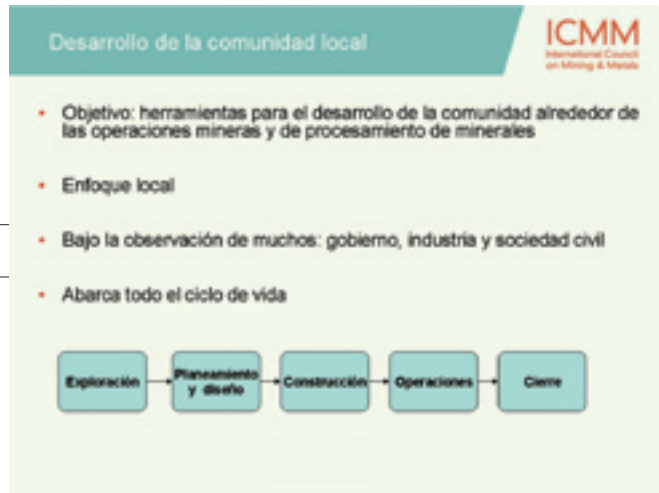 Desarrollo de la comunidad local
ICMM
International Council
on Mining & Metals
• Objetivo: herramientas para el desarrollo de la comunidad alrededor de
las operaciones mineras y de procesamiento de minerales
• Enfoque local
• Bajo la observación de muchos: gobierno, industria y sociedad civil
• Abarca todo el ciclo de vida
Exploración
Planeamiento
y diseño
Construcción
Operaciones
Cierre